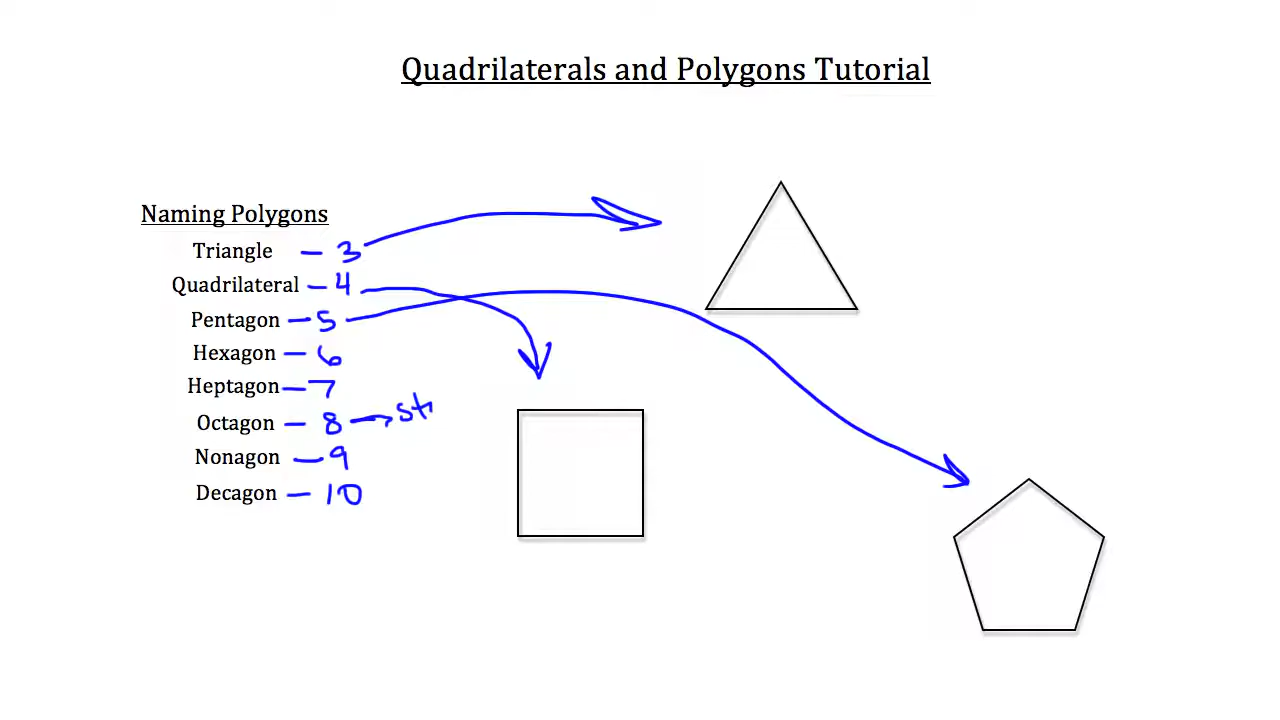 Quadrilaterals and Polygons Tutorial
Naming Polygons
Triangle — 3
Quadrilateral — 4
Pentagon — 5
Hexagon — 6
Heptagon — 7
Octagon — 8 → st
Nonagon — 9
Decagon — 10